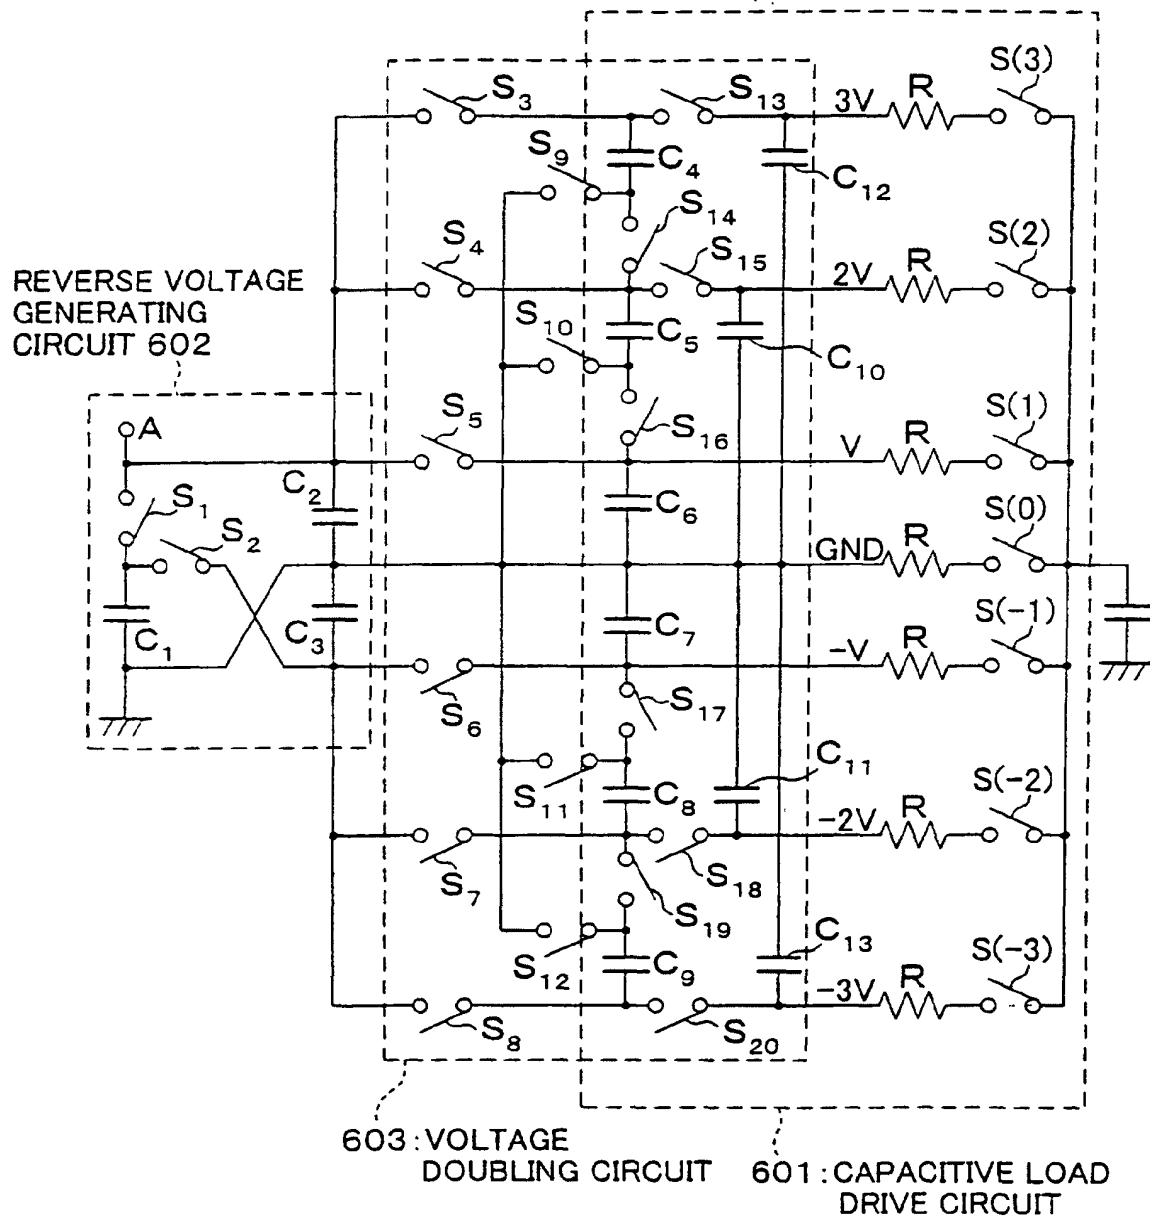 S(3)
S3
S13
3V
R
S9
C4
C12
S14
S4
S15
S(2)
2V
R
REVERSE VOLTAGE
GENERATING
CIRCUIT 602
S10
C5
C10
A
S5
S16
S(1)
V
R
C2
S1
S2
C6
S(0)
GND
R
C1
C3
C7
S(-1)
-V
R
S6
S17
C11
S11
C8
S(-2)
-2V
R
S7
S18
S19
C13
S12
C9
S(-3)
-3V
R
S8
S20
603:VOLTAGE
DOUBLING CIRCUIT
601:CAPACITIVE LOAD
DRIVE CIRCUIT